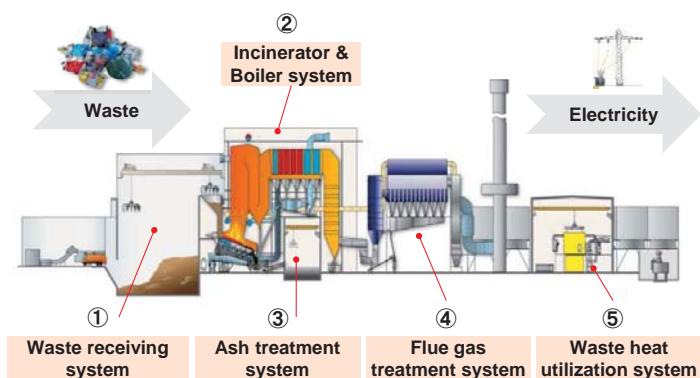 ②
Incinerator &
Boiler system
Waste
Electricity
①
Waste receiving
system
③
Ash treatment
system
④
Flue gas
treatment system
⑤
Waste heat
utilization system